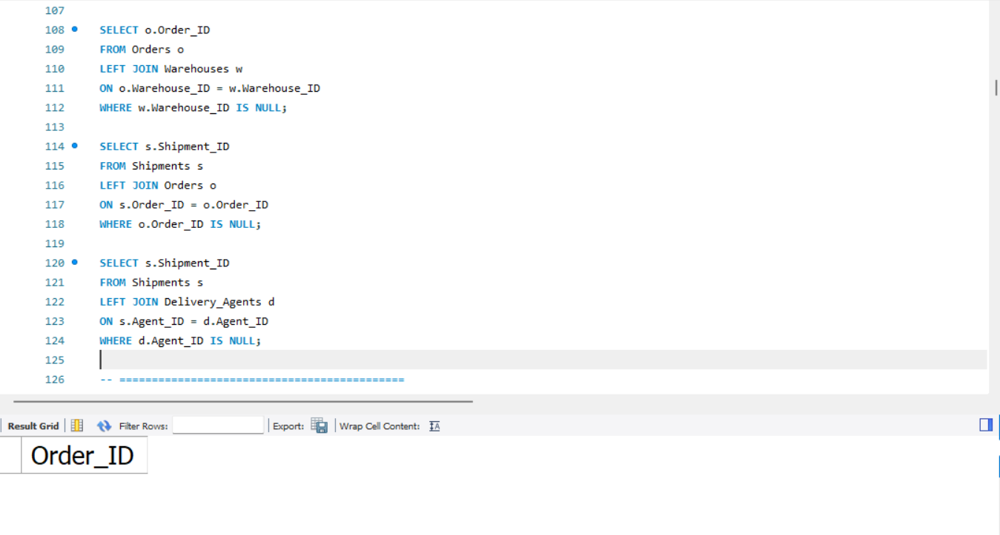 107
108 SELECT o.Order_ID
109 FROM Orders o
110 LEFT JOIN Warehouses w
111 ON o.Warehouse_ID = w.Warehouse_ID
112 WHERE w.Warehouse_ID IS NULL;
113
114 SELECT s.Shipment_ID
115 FROM Shipments s
116 LEFT JOIN Orders o
117 ON s.Order_ID = o.Order_ID
118 WHERE o.Order_ID IS NULL;
119
120 SELECT s.Shipment_ID
121 FROM Shipments s
122 LEFT JOIN Delivery_Agents d
123 ON s.Agent_ID = d.Agent_ID
124 WHERE d.Agent_ID IS NULL;
125
126 -- ============================================
Result Grid Filter Rows: Export: Wrap Cell Content: IA
Order_ID